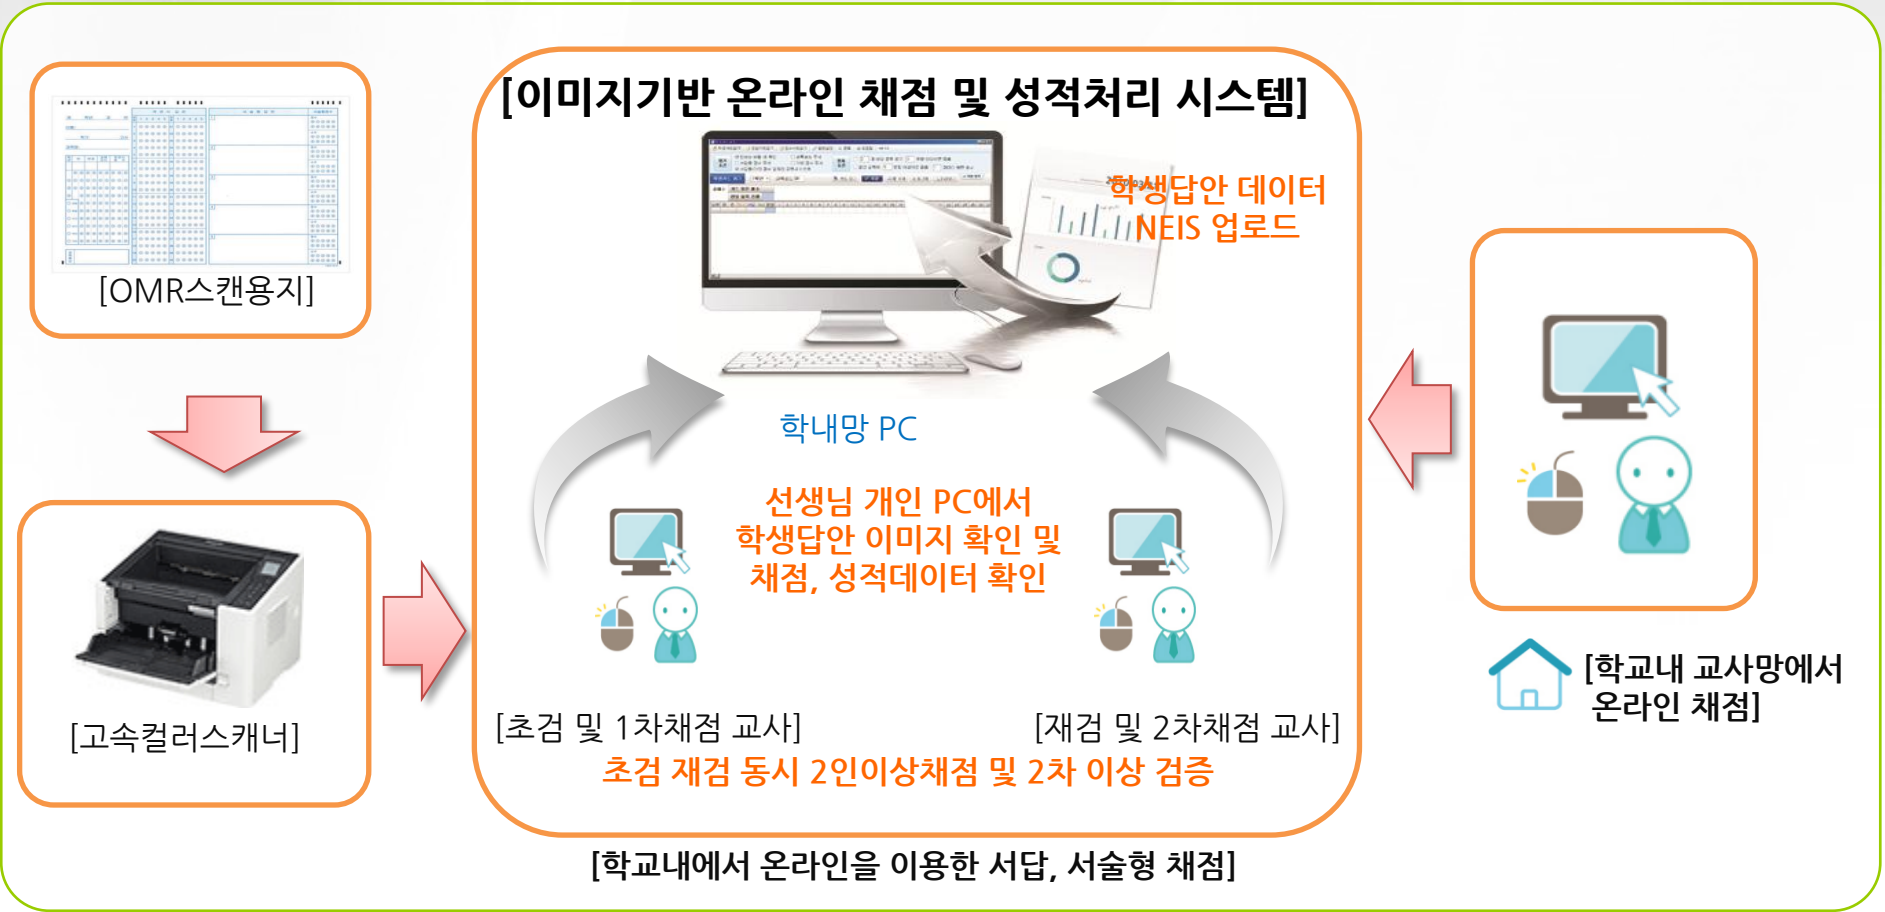 [이미지기반 온라인 채점 및 성적처리 시스템]
[OMR스캔용지]
학생답안 데이터
NEIS 업로드
학내망 PC
선생님 개인 PC에서
학생답안 이미지 확인 및
채점, 성적데이터 확인
[고속컬러스캐너]
[초검 및 1차채점 교사]
[재검 및 2차채점 교사]
초검 재검 동시 2인이상채점 및 2차 이상 검증
[학교내 교사망에서
온라인 채점]
[학교내에서 온라인을 이용한 서답, 서술형 채점]